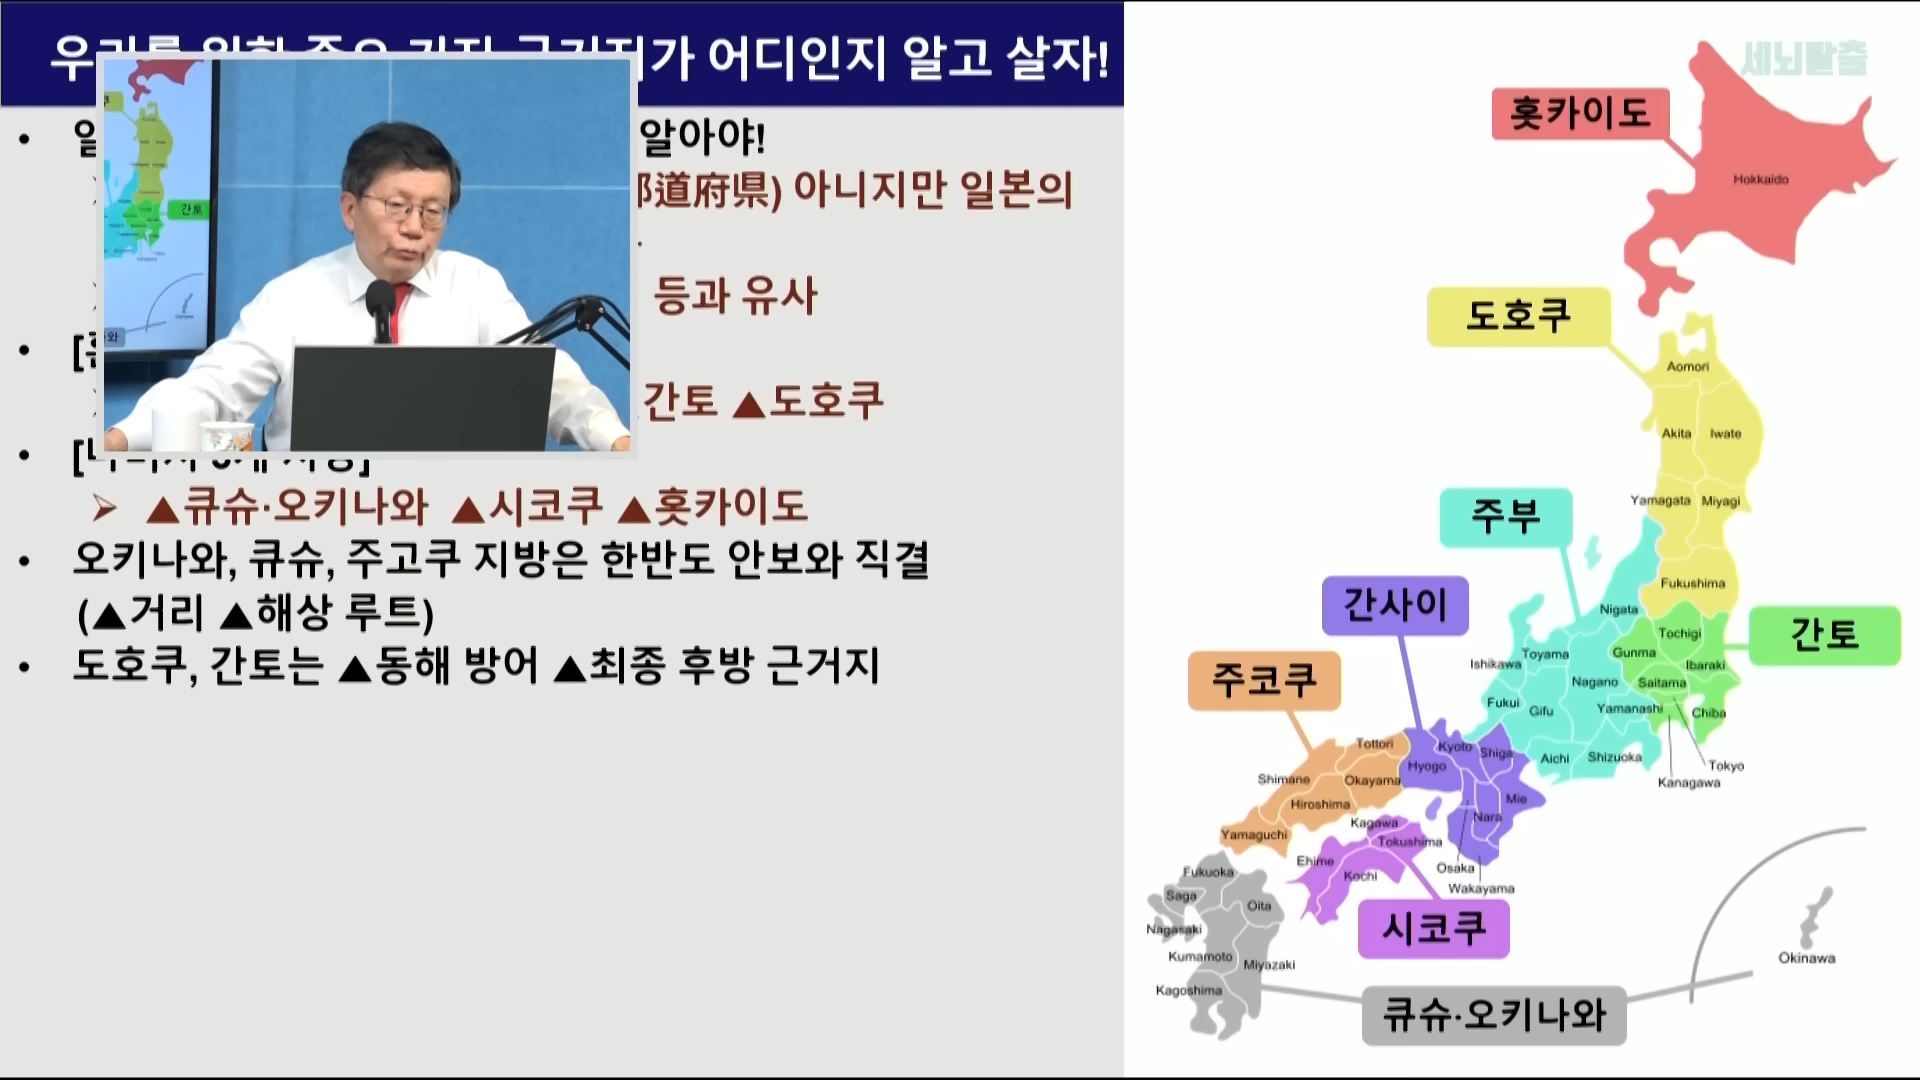 어디인지 알고 살자!
세뇌탈출
알아야!
道府県) 아니지만 일본의
등과 유사
간토 ▲도호쿠
▲큐슈·오키나와 ▲시코쿠 ▲홋카이도
오키나와, 큐슈, 주고쿠 지방은 한반도 안보와 직결
(▲거리 ▲해상 루트)
도호쿠, 간토는 ▲동해 방어 ▲최종 후방 근거지
간토
홋카이도
Hokkaido
도호쿠
Aomori
Akita
Iwate
Yamagata
Miyagi
주부
Fukushima
간사이
Nigata
간토
Tochigi
Gunma
Toyama
Ishikawa
Ibaraki
주코쿠
Nagano
Saitama
Fukui
Gifu
Yamanashi
Chiba
Tottori
Kyoto
Shiga
Aichi
Shizuoka
Hyogo
Tokyo
Shimane
Okayama
Kanagawa
Hiroshima
Mie
Nara
Kagawa
Yamaguchi
Tokushima
Ehime
Osaka
Fukuoka
Kochi
Wakayama
Saga
Oita
Nagasaki
시코쿠
Kumamoto
Miyazaki
Okinawa
Kagoshima
큐슈·오키나와